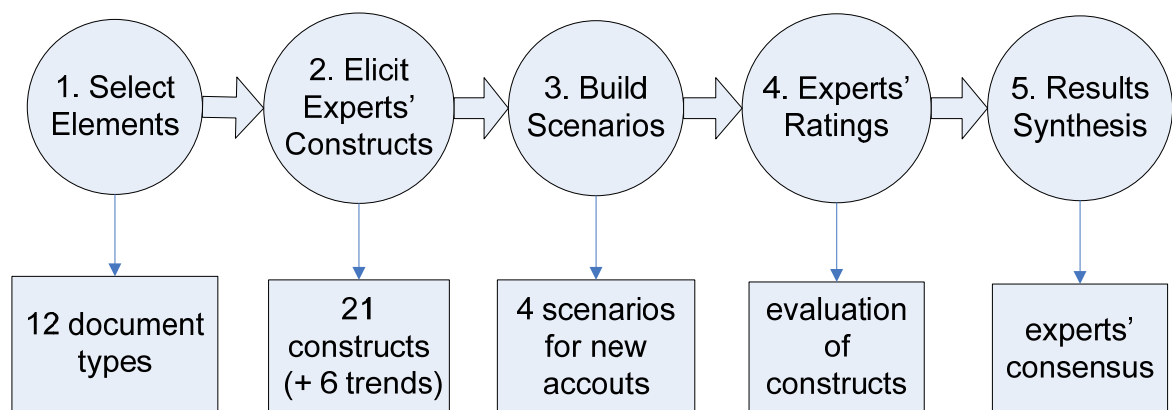 1. Select
Elements
2. Elicit
Experts’
Constructs
3. Build
Scenarios
4. Experts’
Ratings
5. Results
Synthesis
12 document
types
21
constructs
(+ 6 trends)
4 scenarios
for new
accouts
evaluation
of
constructs
experts’
consensus